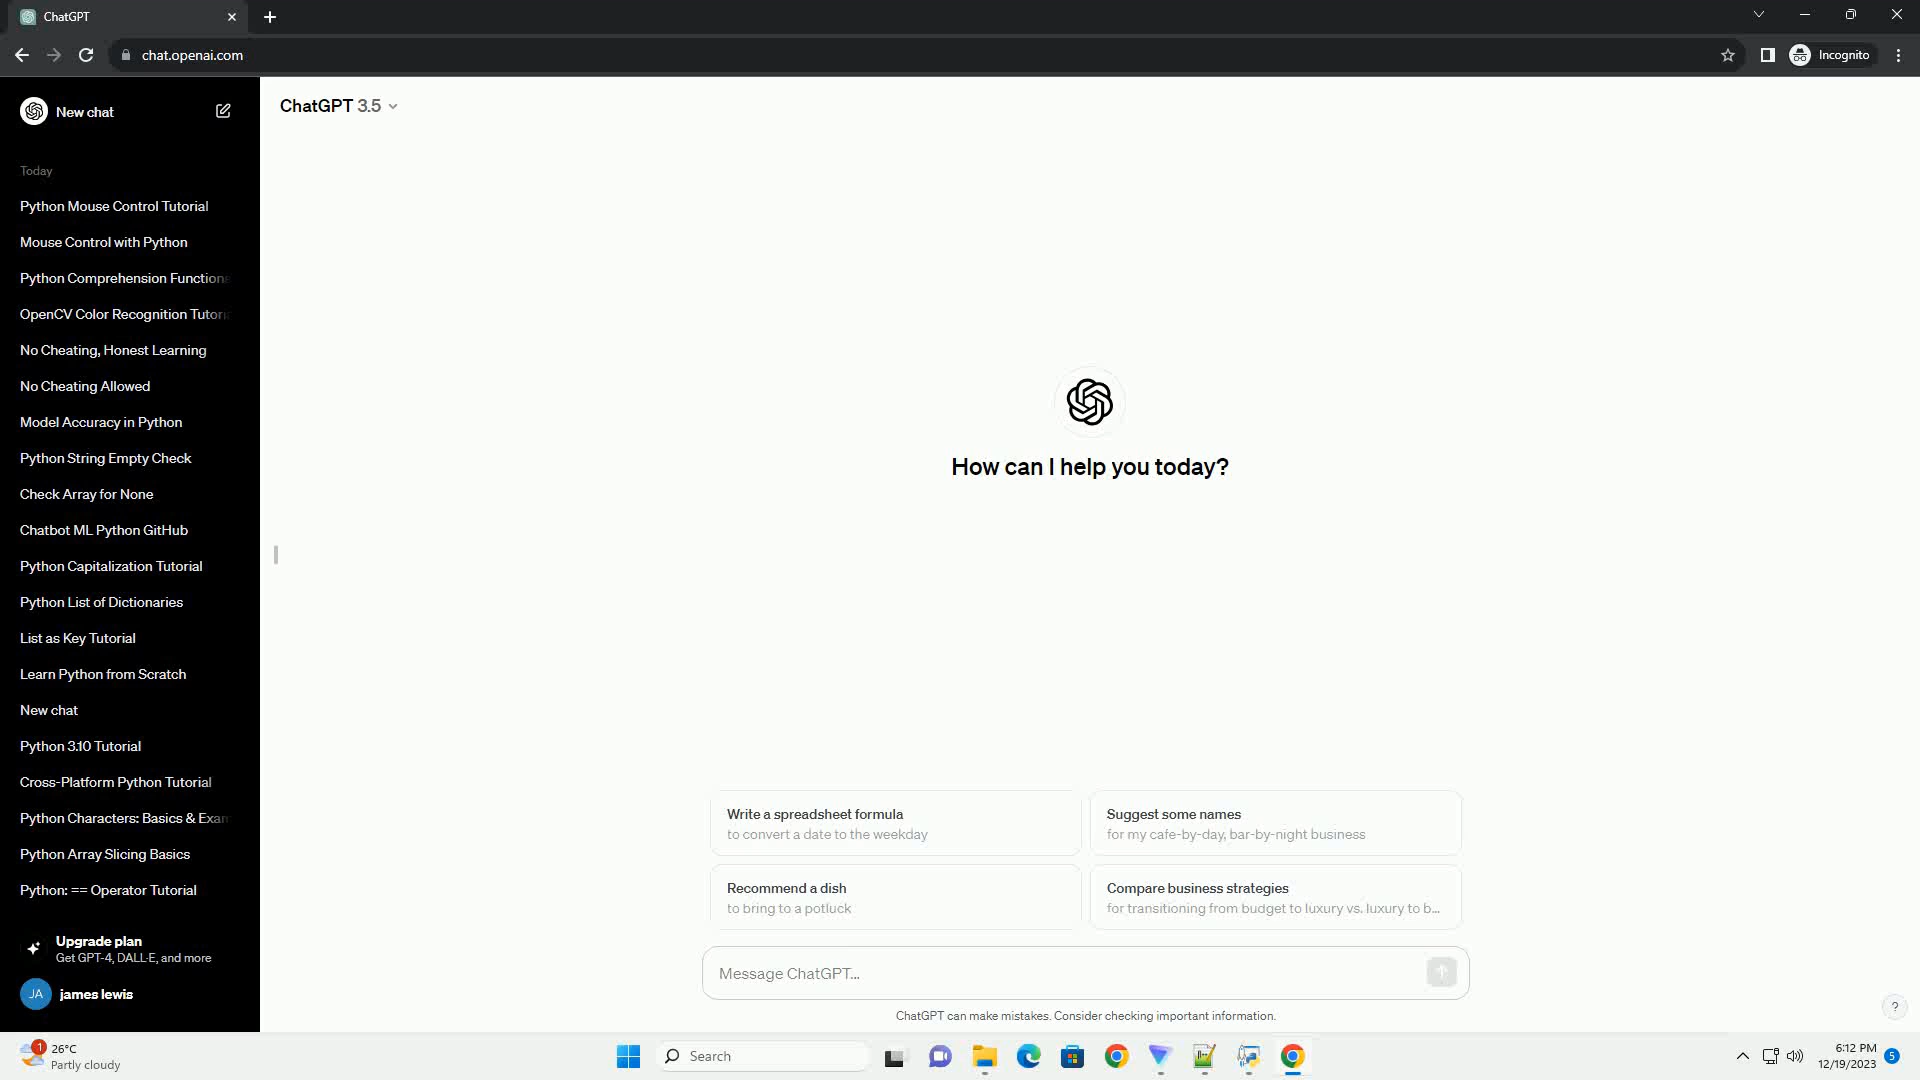 ChatGPT
chat.openai.com
Incognito
New chat
ChatGPT 3.5
Today
Python Mouse Control Tutorial
Mouse Control with Python
Python Comprehension Functions
OpenCV Color Recognition Tutori
No Cheating, Honest Learning
No Cheating Allowed
Model Accuracy in Python
Python String Empty Check
Check Array for None
Chatbot ML Python GitHub
Python Capitalization Tutorial
Python List of Dictionaries
List as Key Tutorial
Learn Python from Scratch
New chat
Python 3.10 Tutorial
Cross-Platform Python Tutorial
Python Characters: Basics & Exam
Python Array Slicing Basics
Python: == Operator Tutorial
Upgrade plan
Get GPT-4, DALL·E, and more
JA james lewis
How can I help you today?
Write a spreadsheet formula
to convert a date to the weekday
Suggest some names
for my cafe-by-day, bar-by-night business
Recommend a dish
to bring to a potluck
Compare business strategies
for transitioning from budget to luxury vs. luxury to b...
Message ChatGPT...
ChatGPT can make mistakes. Consider checking important information.
?
1
26°C
Partly cloudy
Search
6:12 PM
12/19/2023
5